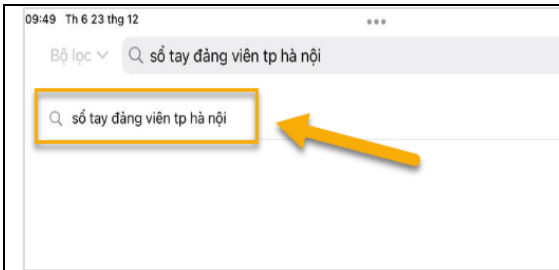 09:49 Th 6 23 thg 12
Bộ lọc
sổ tay đảng viên tp hà nội
sổ tay đảng viên tp hà nội